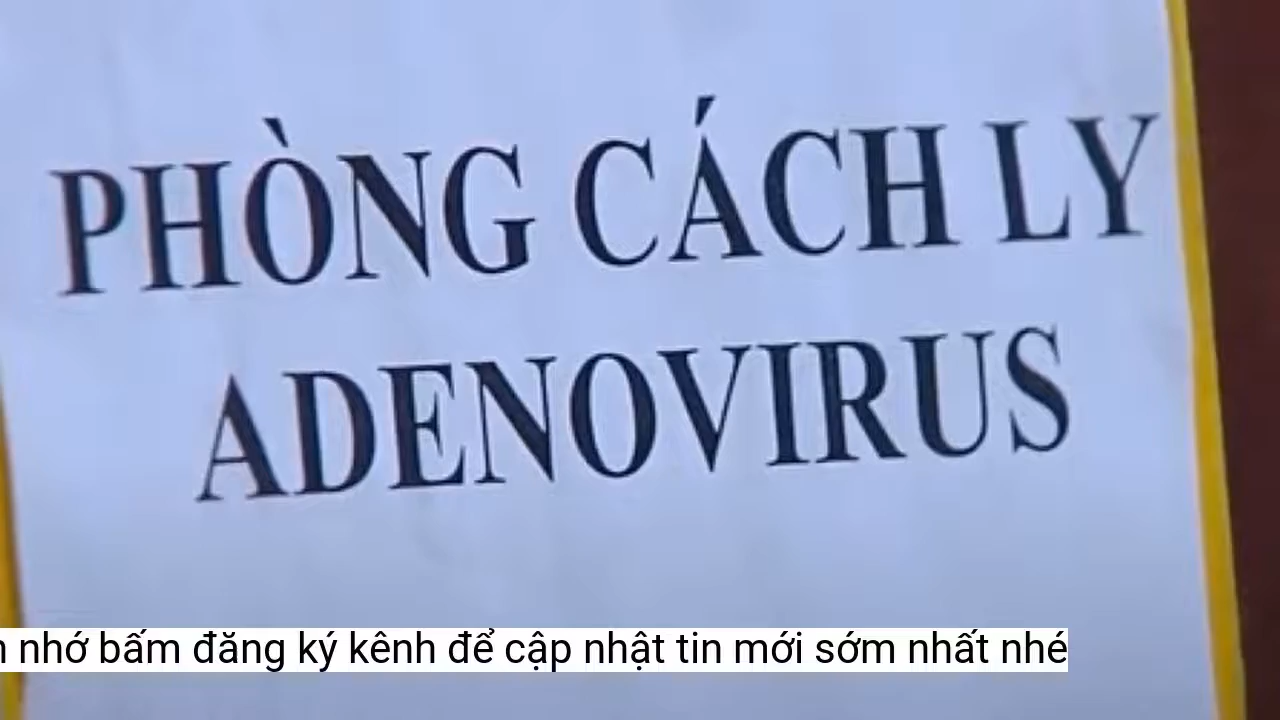 PHÒNG CÁCH LY
ADENOVIRUS
nhớ bấm đăng ký kênh để cập nhật tin mới sớm nhất nhé